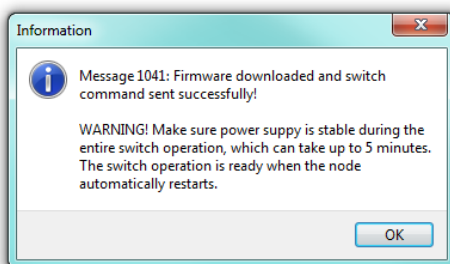 Information
Message 1041: Firmware downloaded and switch
command sent successfully!
WARNING! Make sure power suppy is stable during the
entire switch operation, which can take up to 5 minutes.
The switch operation is ready when the node
automatically restarts.
OK